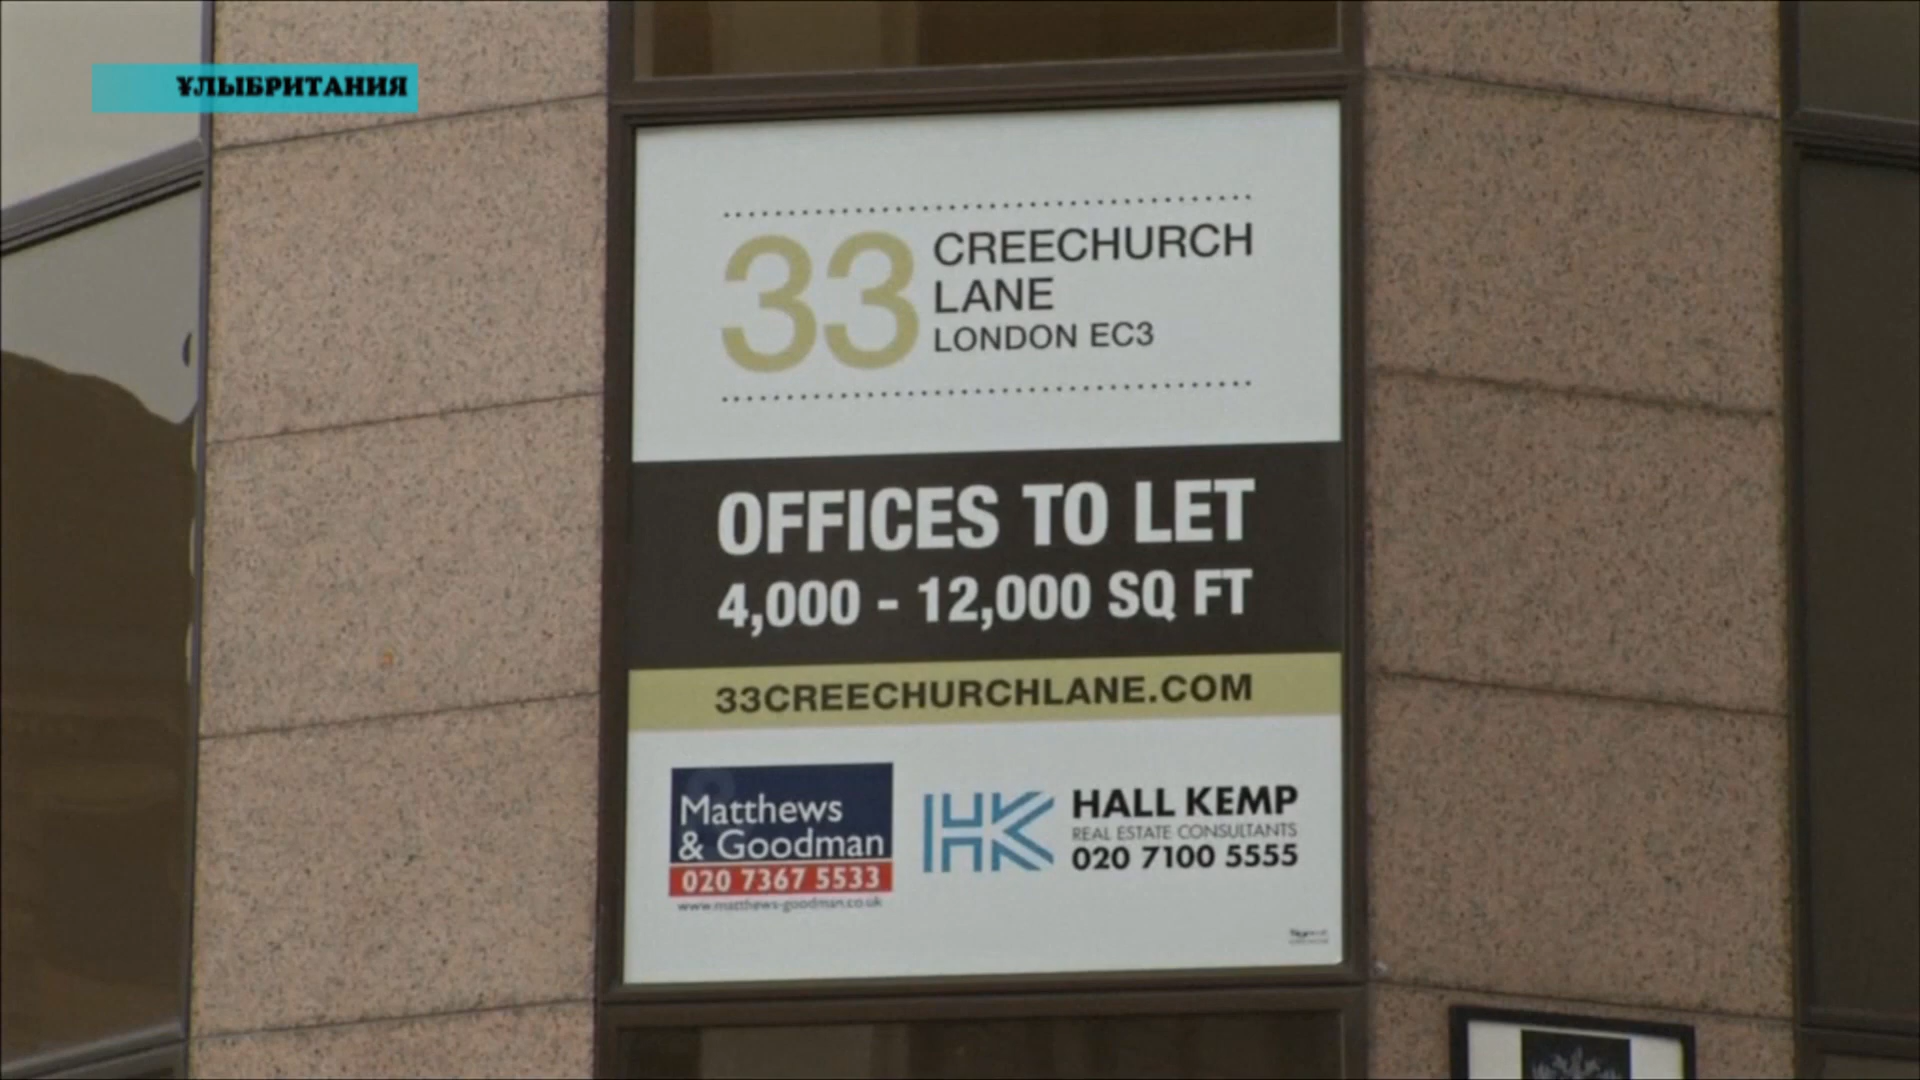 ҰЛЫБРИТАНИЯ
33 CREECHURCH
LANE
LONDON EC3
OFFICES TO LET
4,000 - 12,000 SQ FT
33CREECHURCHLANE.COM
Matthews
& Goodman
020 7367 5533
www.matthews-goodman.co.uk
HK HALL KEMP
REAL ESTATE CONSULTANTS
020 7100 5555